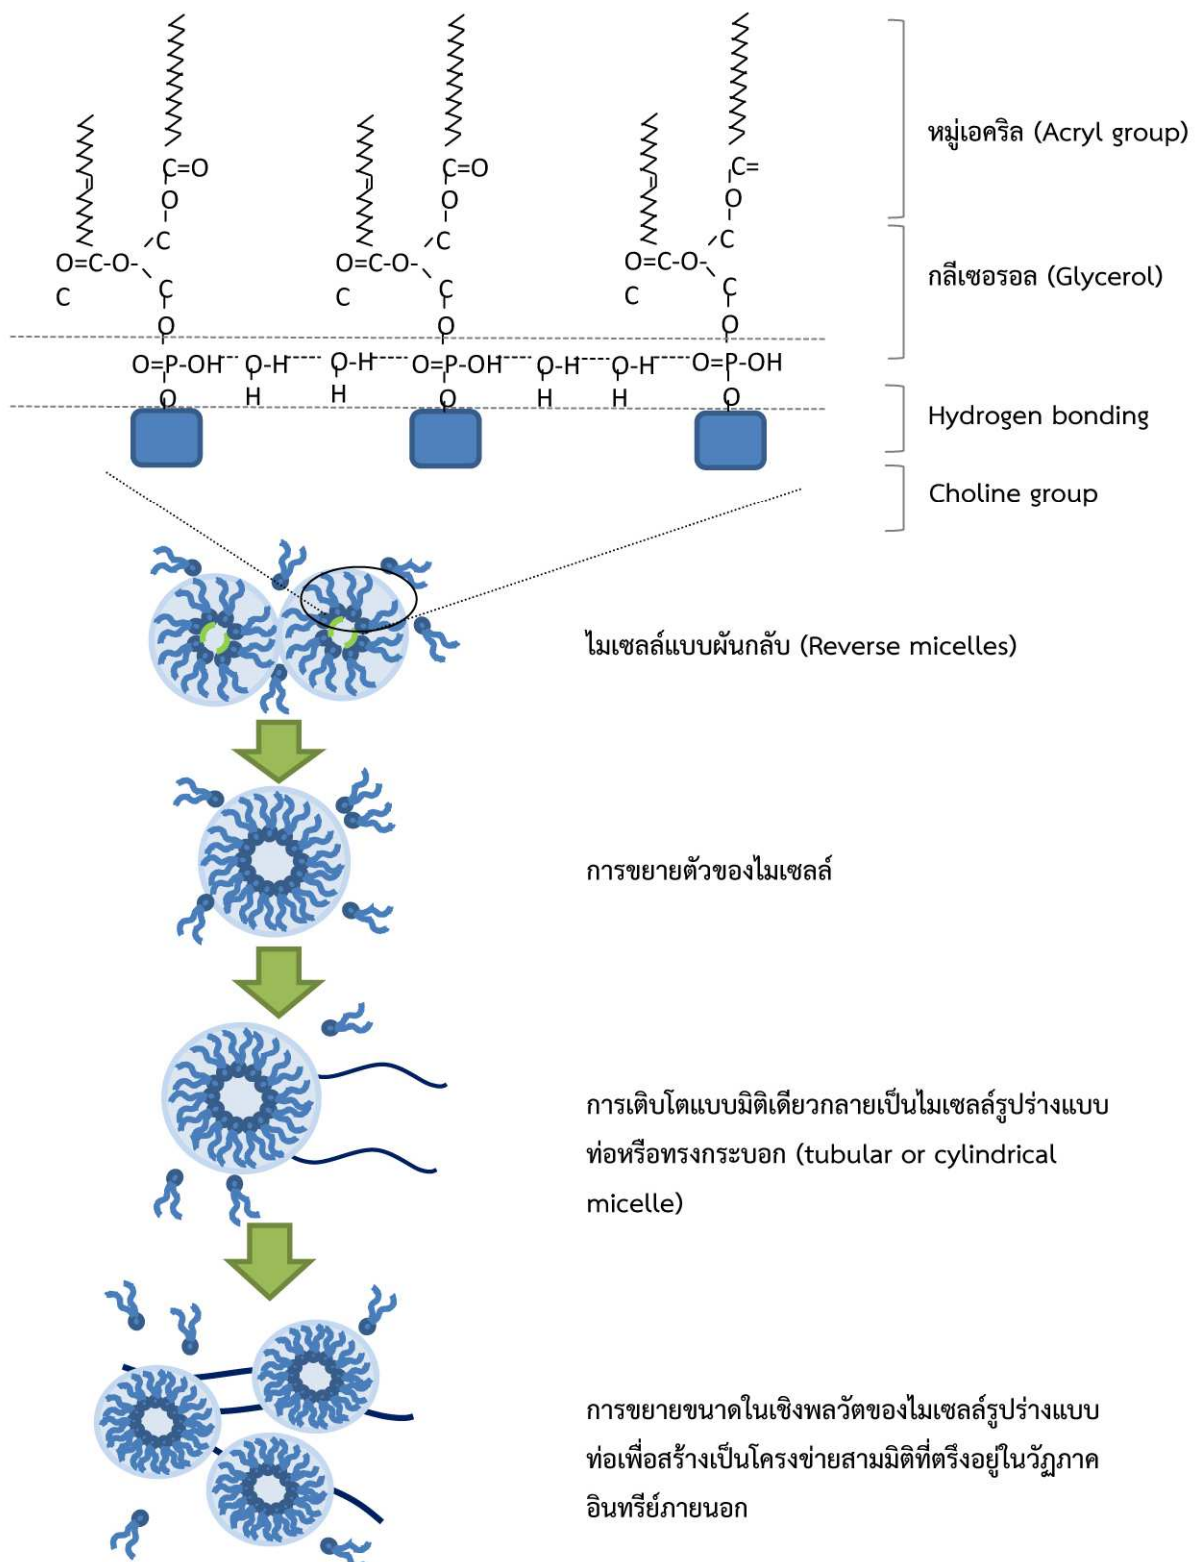 C=O C=O C=
O O O
C C C
O=C-O- O=C-O- O=C-O-
C C C C C C
O O O
O=P-OH O-H O-H O=P-OH O-H O-H O=P-OH
O H H O H H O
หมู่เอคริล (Acryl group)
กลีเซอรอล (Glycerol)
Hydrogen bonding
Choline group
ไมเซลล์แบบผันกลับ (Reverse micelles)
การขยายตัวของไมเซลล์
การเติบโตแบบมิติเดียวกลายเป็นไมเซลล์รูปร่างแบบ
ท่อหรือทรงกระบอก (tubular or cylindrical
micelle)
การขยายขนาดในเชิงพลวัตของไมเซลล์รูปร่างแบบ
ท่อเพื่อสร้างเป็นโครงข่ายสามมิติที่ตรึงอยู่ในวัฏภาค
อินทรีย์ภายนอก